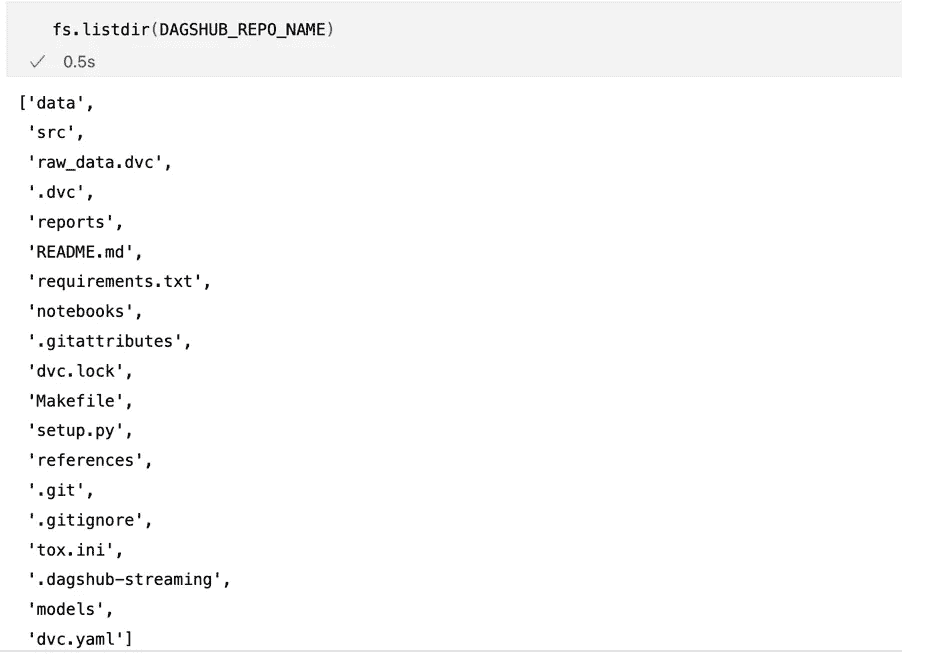 fs.listdir(DAGSHUB_REPO_NAME)
✓ 0.5s
['data',
'src',
'raw_data.dvc',
'.dvc',
'reports',
'README.md',
'requirements.txt',
'notebooks',
'.gitattributes',
'dvc.lock',
'Makefile',
'setup.py',
'references',
'.git',
'.gitignore',
'tox.ini',
'.dagshub-streaming',
'models',
'dvc.yaml']